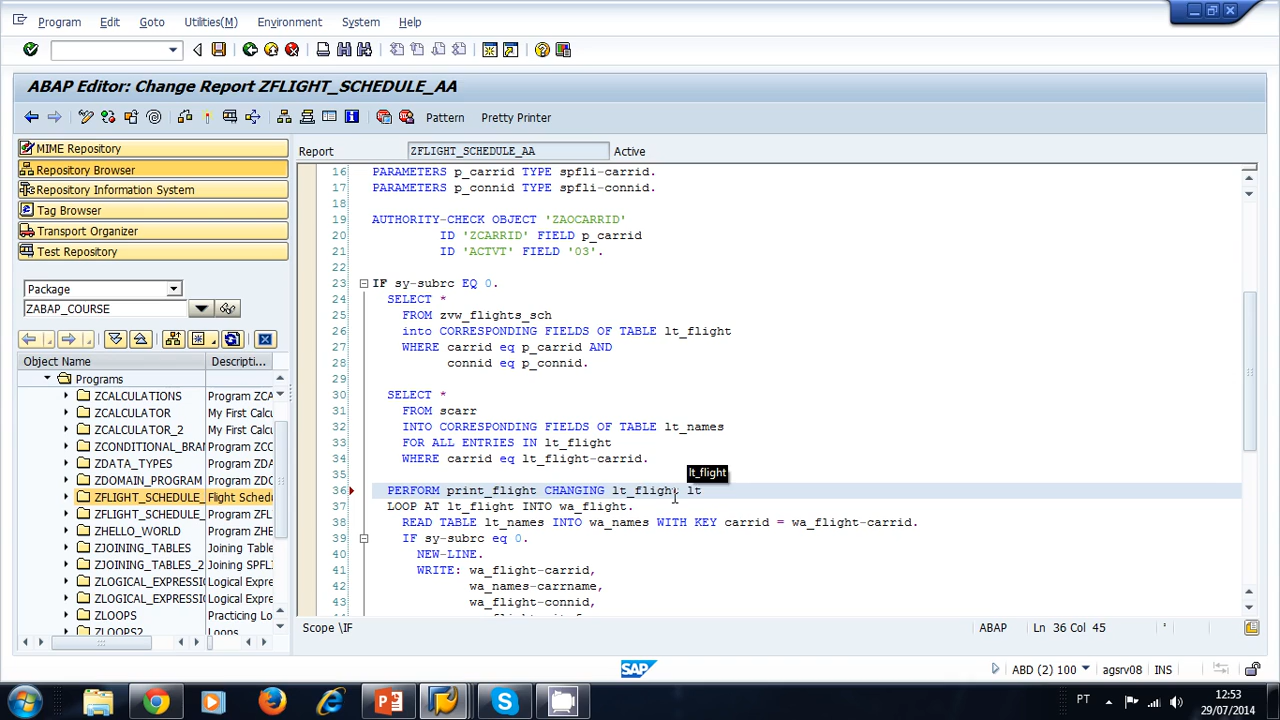 Program Edit Goto Utilities(M) Environment System Help
ABAP Editor: Change Report ZFLIGHT_SCHEDULE_AA
Pattern Pretty Printer
MIME Repository
Repository Browser
Repository Information System
Tag Browser
Transport Organizer
Test Repository
Package
ZABAP_COURSE
Object Name Descripti..
Programs
ZCALCULATIONS Program ZCA
ZCALCULATOR My First Calcu
ZCALCULATOR_2 My First Calcu
ZCONDITIONAL_BRA Program ZCO
ZDATA_TYPES Program ZDA
ZDOMAIN_PROGRAM Program ZDO
ZFLIGHT_SCHEDULE_ Flight Schedu
ZFLIGHT_SCHEDULE_ Program ZFL
ZHELLO_WORLD Program ZHE
ZJOINING_TABLES Joining Table
ZJOINING_TABLES_2 Joining SPFL
ZLOGICAL_EXPRESSI Logical Expre
ZLOGICAL_EXPRESSI Logical Expre
ZLOOPS Practicing Lo
ZLOOPS2 Loops
Report ZFLIGHT_SCHEDULE_AA Active
16 PARAMETERS p_carrid TYPE spfli-carrid.
17 PARAMETERS p_connid TYPE spfli-connid.
18
19 AUTHORITY-CHECK OBJECT 'ZAOCARRID'
20 ID 'ZCARRID' FIELD p_carrid
21 ID 'ACTVT' FIELD '03'.
22
23 IF sy-subrc EQ 0.
24 SELECT *
25 FROM zvw_flights_sch
26 into CORRESPONDING FIELDS OF TABLE lt_flight
27 WHERE carrid eq p_carrid AND
28 connid eq p_connid.
29
30 SELECT *
31 FROM scarr
32 INTO CORRESPONDING FIELDS OF TABLE lt_names
33 FOR ALL ENTRIES IN lt_flight
34 WHERE carrid eq lt_flight-carrid.
35 lt_flight
36 PERFORM print_flight CHANGING lt_flight lt
37 LOOP AT lt_flight INTO wa_flight.
38 READ TABLE lt_names INTO wa_names WITH KEY carrid = wa_flight-carrid.
39 IF sy-subrc eq 0.
40 NEW-LINE.
41 WRITE: wa_flight-carrid,
42 wa_names-carrname,
43 wa_flight-connid,
Scope \IF ABAP Ln 36 Col 45
SAP ABD (2) 100 agsrv08 INS
PT 12:53
29/07/2014